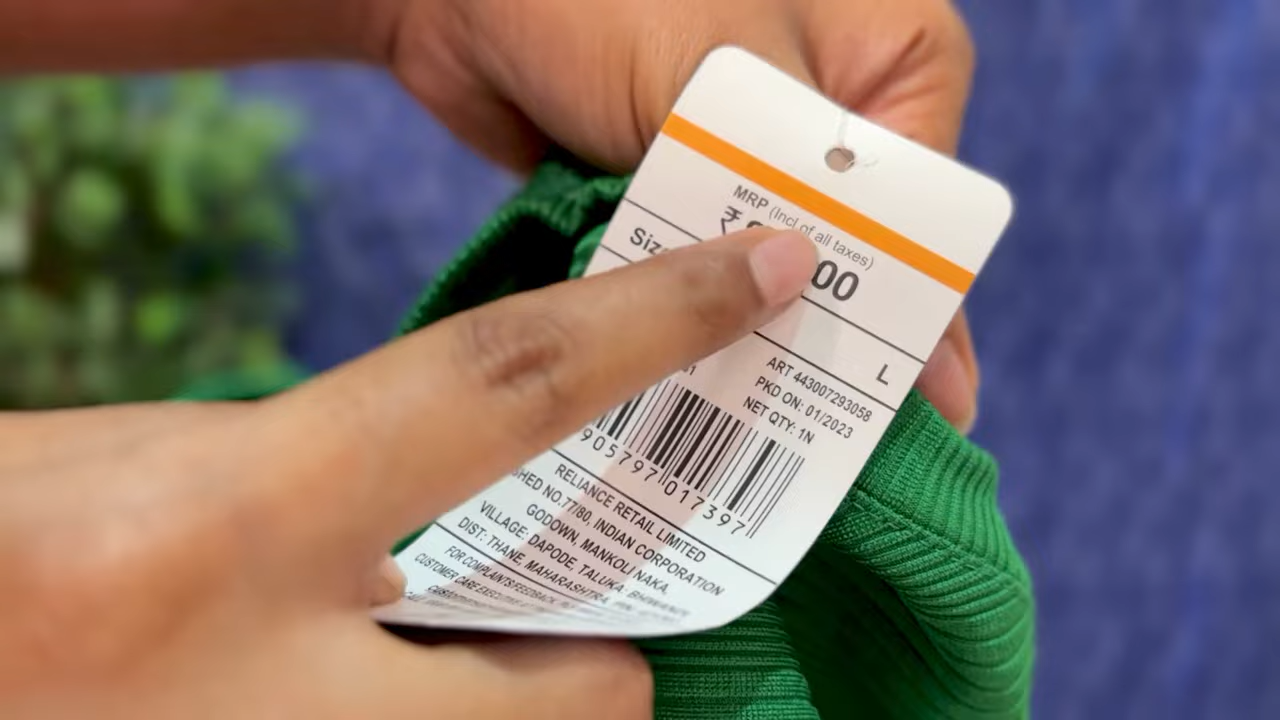 MRP (Incl of all taxes)
₹ 00
L
ART 443007293058
PKD ON: 01/2023
NET QTY: 1N
905797017397
RELIANCE RETAIL LIMITED
NO.77/80, INDIAN CORPORATION
GODOWN, MANKOLI NAKA,
VILLAGE: DAPODE, TALUKA: BHIWANDI
DIST: THANE, MAHARASHTRA,
FOR COMPLAINTS/FEEDBACK
CUSTOMER CARE EXECUTIVE